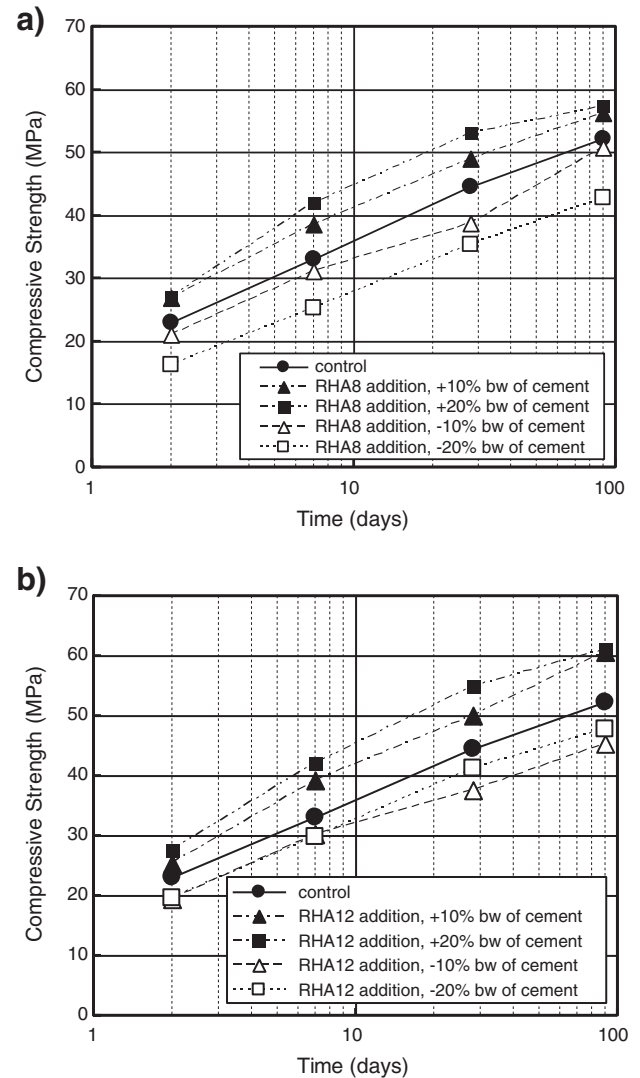 a)
70
60
50
40
30
20
10
0
Compressive Strength (MPa)
control
RHA8 addition, +10% bw of cement
RHA8 addition, +20% bw of cement
RHA8 addition, -10% bw of cement
RHA8 addition, -20% bw of cement
1
10
100
Time (days)
b)
70
60
50
40
30
20
10
0
Compressive Strength (MPa)
control
RHA12 addition, +10% bw of cement
RHA12 addition, +20% bw of cement
RHA12 addition, -10% bw of cement
RHA12 addition, -20% bw of cement
1
10
100
Time (days)